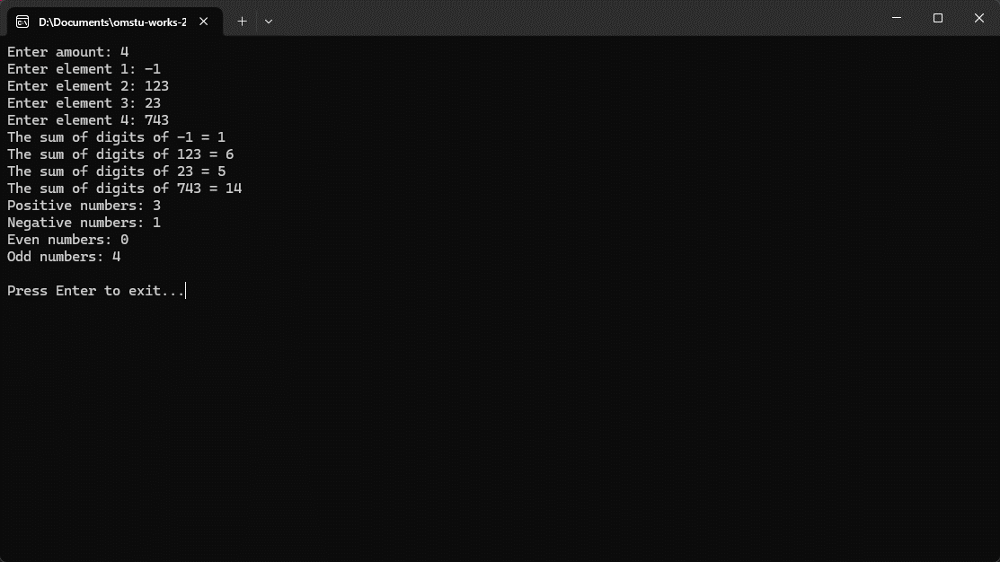 D:\Documents\omstu-works-2
Enter amount: 4
Enter element 1: -1
Enter element 2: 123
Enter element 3: 23
Enter element 4: 743
The sum of digits of -1 = 1
The sum of digits of 123 = 6
The sum of digits of 23 = 5
The sum of digits of 743 = 14
Positive numbers: 3
Negative numbers: 1
Even numbers: 0
Odd numbers: 4
Press Enter to exit...